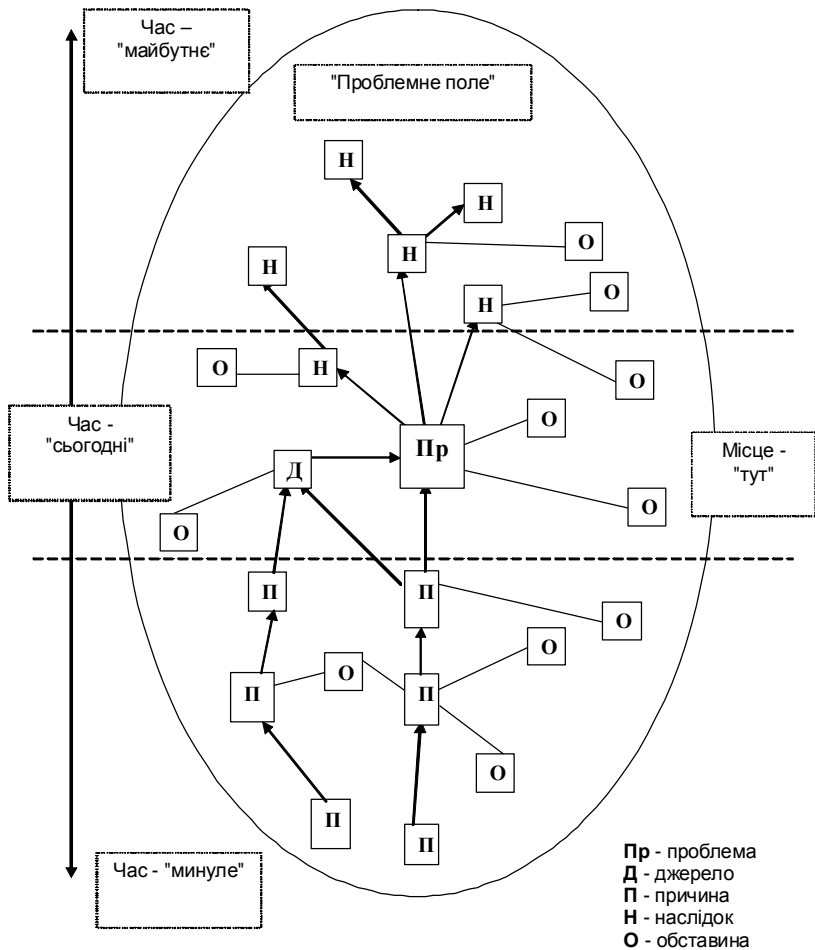 Час –
"майбутнє"
"Проблемне поле"
Н
Н
Н
О
Н
Н
О
О
Н
О
О
Час -
"сьогодні"
Пр
Місце -
"тут"
Д
О
О
П
П
О
О
П
О
П
О
П
П
Час - "минуле"
Пр - проблема
Д - джерело
П - причина
Н - наслідок
О - обставина